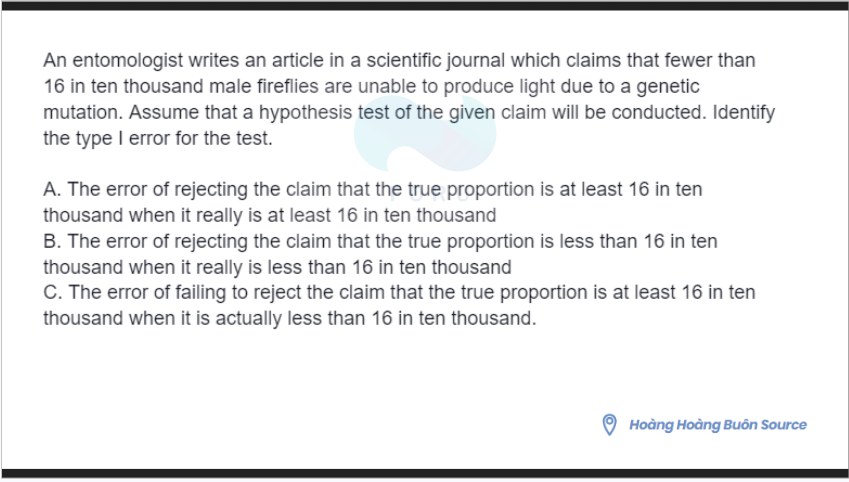 An entomologist writes an article in a scientific journal which claims that fewer than
16 in ten thousand male fireflies are unable to produce light due to a genetic
mutation. Assume that a hypothesis test of the given claim will be conducted. Identify
the type I error for the test.
A. The error of rejecting the claim that the true proportion is at least 16 in ten
thousand when it really is at least 16 in ten thousand
B. The error of rejecting the claim that the true proportion is less than 16 in ten
thousand when it really is less than 16 in ten thousand
C. The error of failing to reject the claim that the true proportion is at least 16 in ten
thousand when it is actually less than 16 in ten thousand.
Hoàng Hoàng Buôn Source